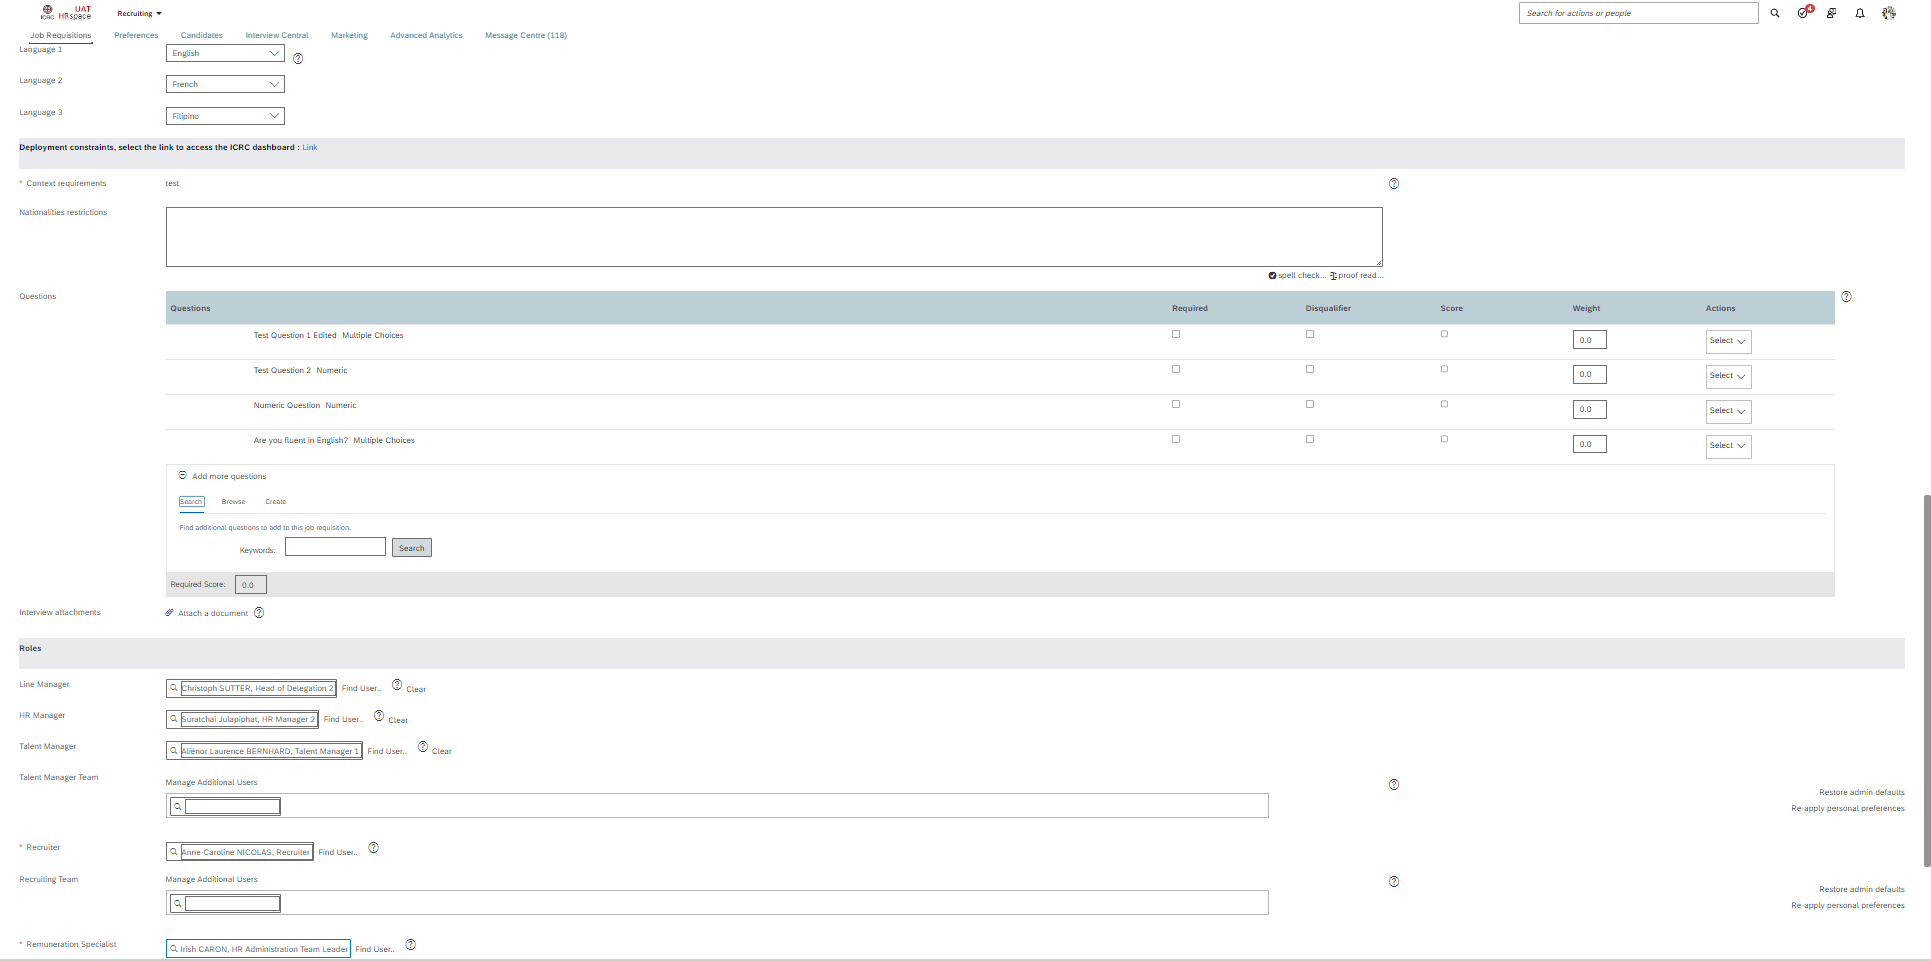 UAT
ICRC HRspace
Recruiting
Search for actions or people
4
Job Requisitions Preferences Candidates Interview Central Marketing Advanced Analytics Message Centre (118)
Language 1 English
Language 2 French
Language 3 Filipino
Deployment constraints, select the link to access the ICRC dashboard : Link
* Context requirements test
Nationalities restrictions
spell check... proof read...
Questions
Questions Required Disqualifier Score Weight Actions
Test Question 1 Edited Multiple Choices 0.0 Select
Test Question 2 Numeric 0.0 Select
Numeric Question Numeric 0.0 Select
Are you fluent in English? Multiple Choices 0.0 Select
Add more questions
Search Browse Create
Find additional questions to add to this job requisition.
Keywords: Search
Required Score: 0.0
Interview attachments Attach a document
Roles
Line Manager Christoph SUTTER, Head of Delegation 2 Find User.. Clear
HR Manager Suratchai Julapiphat, HR Manager 2 Find User.. Clear
Talent Manager Aliénor Laurence BERNHARD, Talent Manager 1 Find User.. Clear
Talent Manager Team Manage Additional Users
Restore admin defaults
Re-apply personal preferences
* Recruiter Anne-Caroline NICOLAS, Recruiter Find User..
Recruiting Team Manage Additional Users
Restore admin defaults
Re-apply personal preferences
* Remuneration Specialist Irish CARON, HR Administration Team Leader Find User..